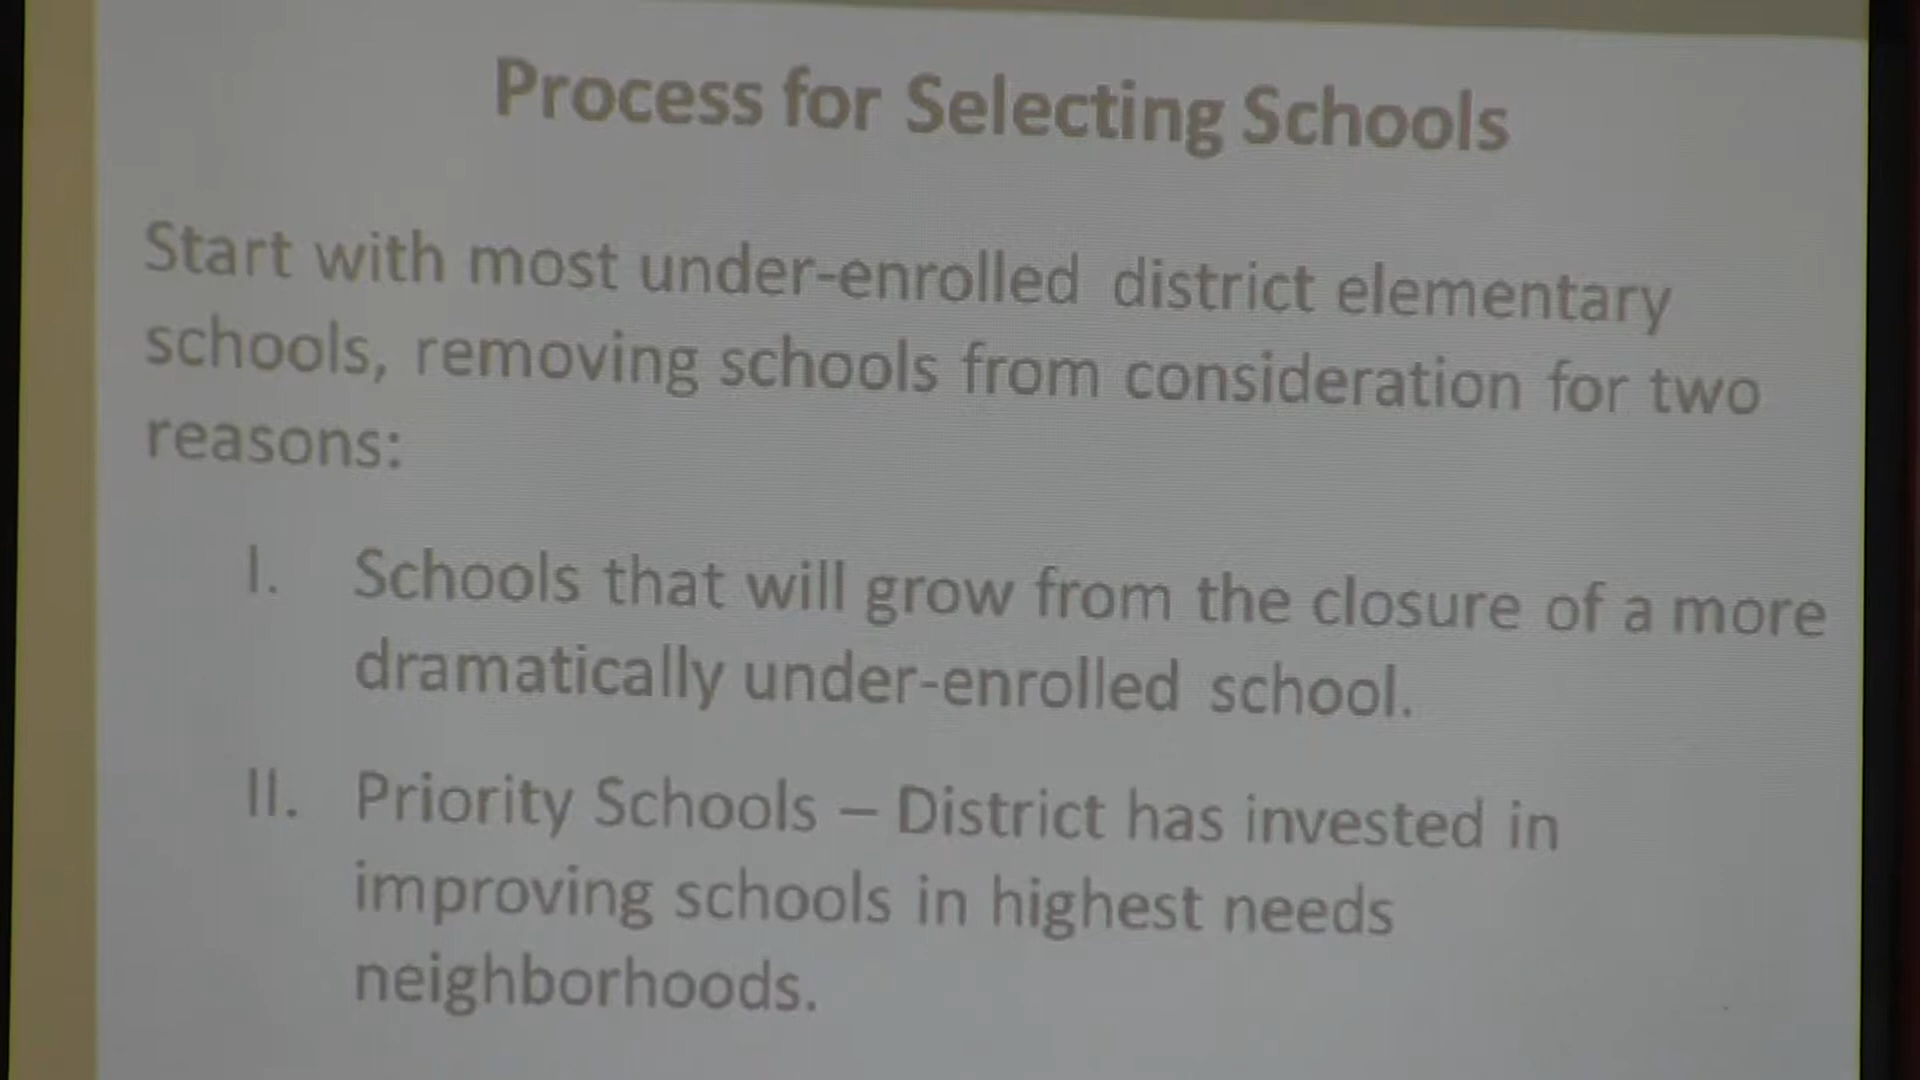 Process for Selecting Schools
Start with most under-enrolled district elementary
schools, removing schools from consideration for two
reasons:
I. Schools that will grow from the closure of a more
dramatically under-enrolled school.
II. Priority Schools – District has invested in
improving schools in highest needs
neighborhoods.